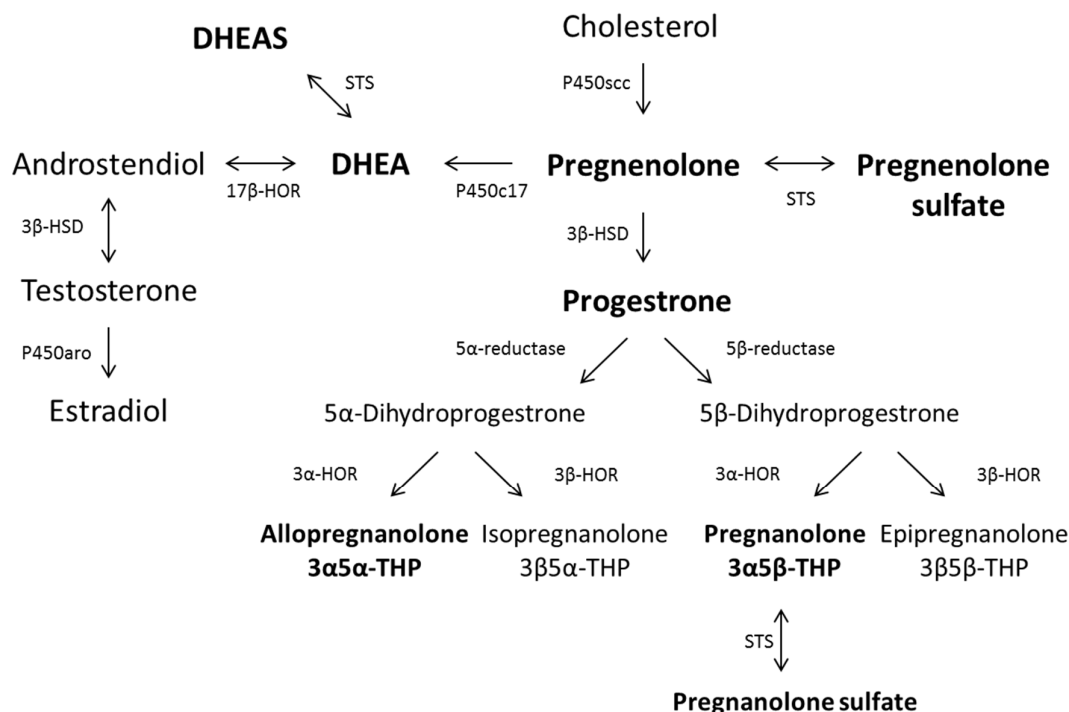 Cholesterol
DHEAS
P450scc
STS
Androstendiol
DHEA
Pregnenolone
Pregnenolone
sulfate
17β-HOR
P450c17
STS
3β-HSD
3β-HSD
Testosterone
Progestrone
P450aro
5α-reductase
5β-reductase
Estradiol
5α-Dihydroprogestrone
5β-Dihydroprogestrone
3α-HOR
3β-HOR
3α-HOR
3β-HOR
Allopregnanolone
3α5α-THP
Isopregnanolone
3β5α-THP
Pregnanolone
3α5β-THP
Epipregnanolone
3β5β-THP
STS
Pregnanolone sulfate